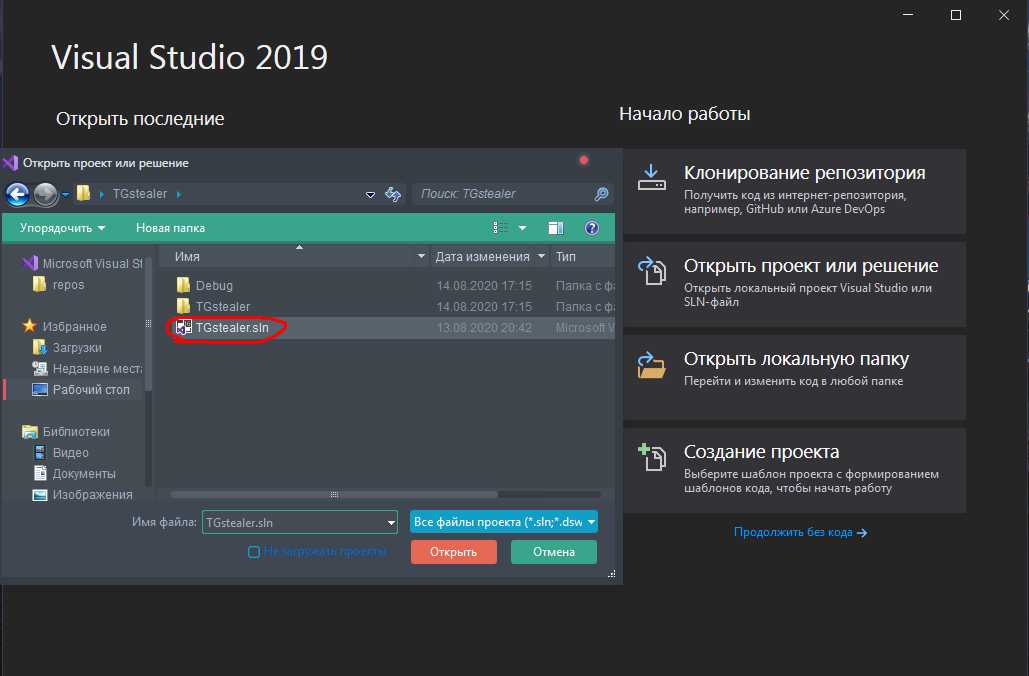 Visual Studio 2019
Открыть последние
Начало работы
Открыть проект или решение
TGstealer
Поиск: TGstealer
Упорядочить
Новая папка
Microsoft Visual St
repos
Избранное
Загрузки
Недавние места
Рабочий стол
Библиотеки
Видео
Документы
Изображения
Имя
Дата изменения
Тип
Debug
14.08.2020 17:15
Папка с фа
TGstealer
14.08.2020 17:15
Папка с фа
TGstealer.sln
13.08.2020 20:42
Microsoft V
Имя файла:
TGstealer.sln
Все файлы проекта (*.sln;*.dsw
Не загружать проекты
Открыть
Отмена
Клонирование репозитория
Получить код из интернет-репозитория,
например, GitHub или Azure DevOps
Открыть проект или решение
Открыть локальный проект Visual Studio или
SLN-файл
Открыть локальную папку
Перейти и изменить код в любой папке
Создание проекта
Выберите шаблон проекта с формированием
шаблонов кода, чтобы начать работу
Продолжить без кода